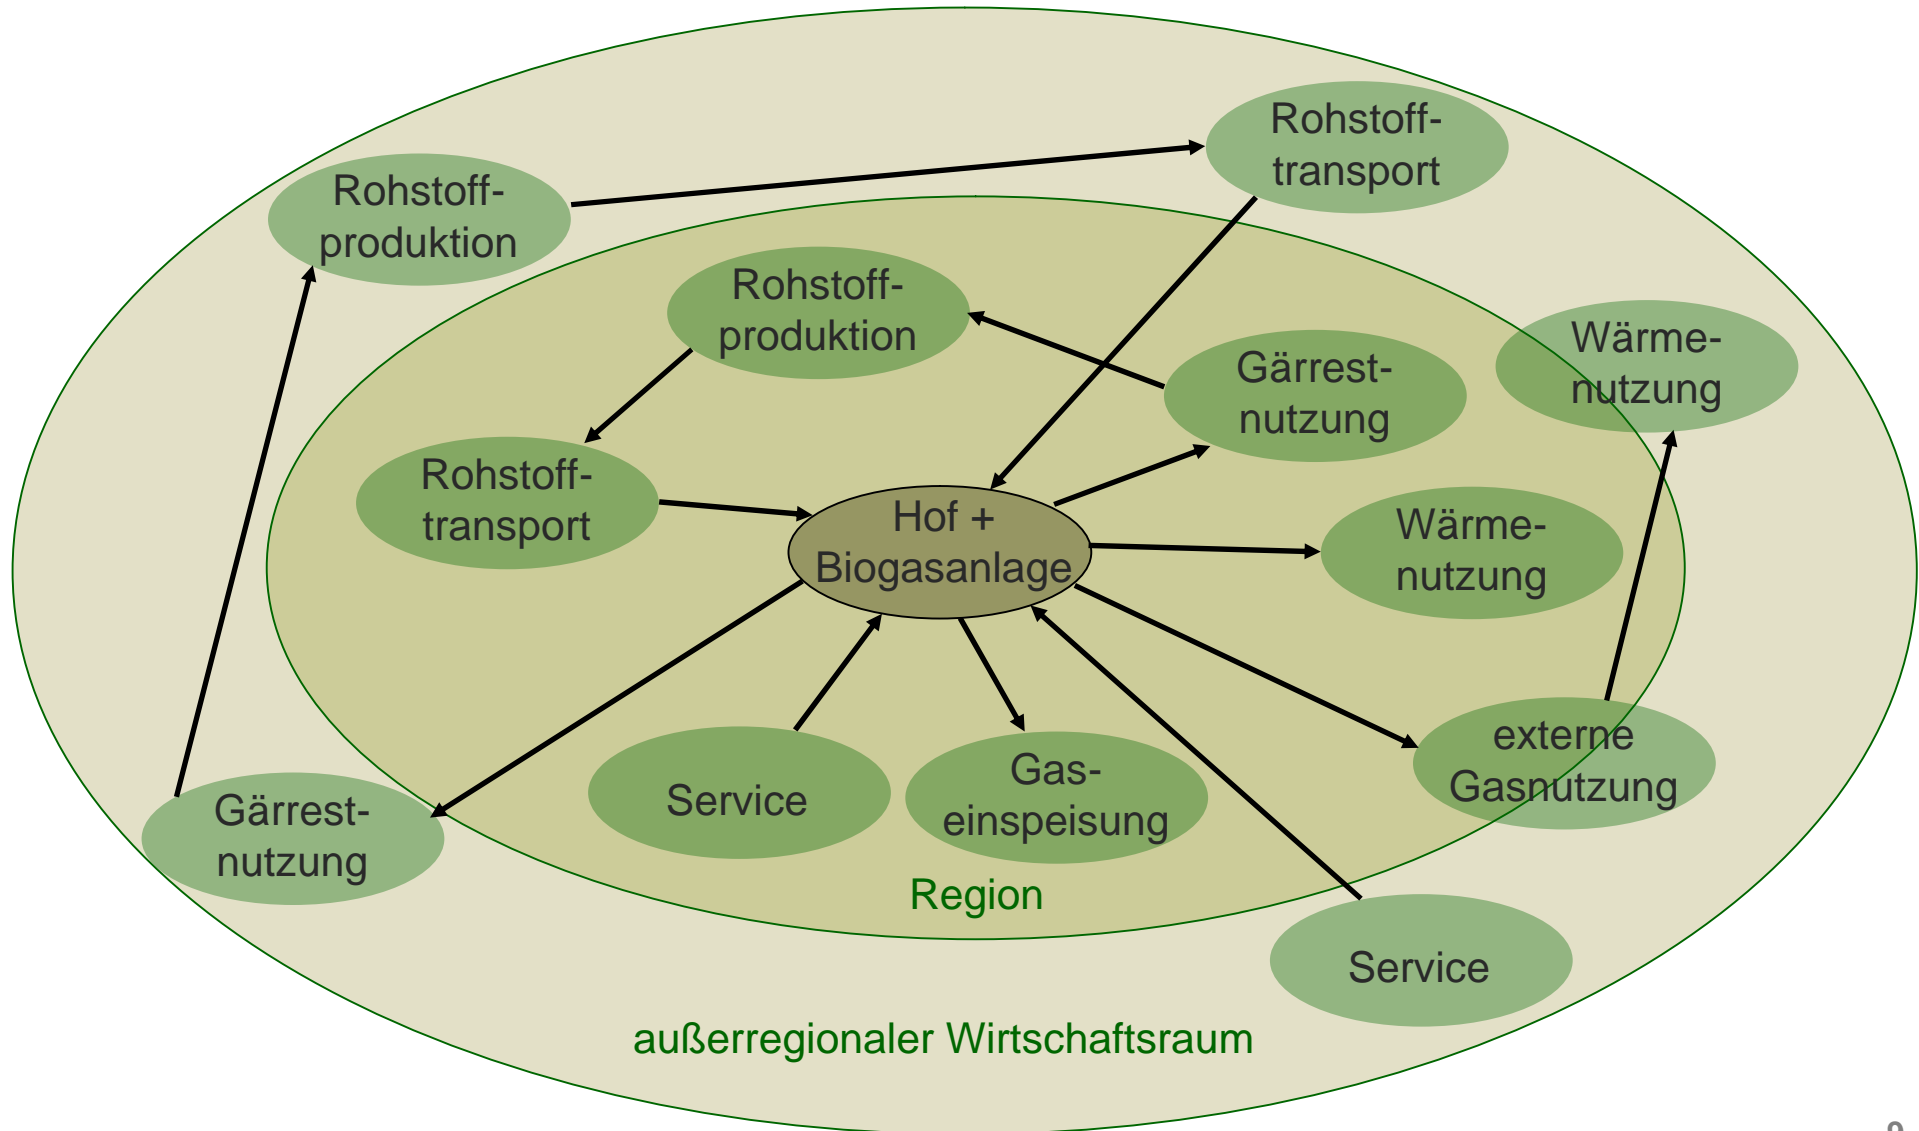 Rohstoff-
transport
Rohstoff-
produktion
Rohstoff-
produktion
Wärme-
nutzung
Gärrest-
nutzung
Rohstoff-
transport
Hof +
Biogasanlage
Wärme-
nutzung
externe
Gasnutzung
Gas-
einspeisung
Service
Gärrest-
nutzung
Region
Service
außerregionaler Wirtschaftsraum